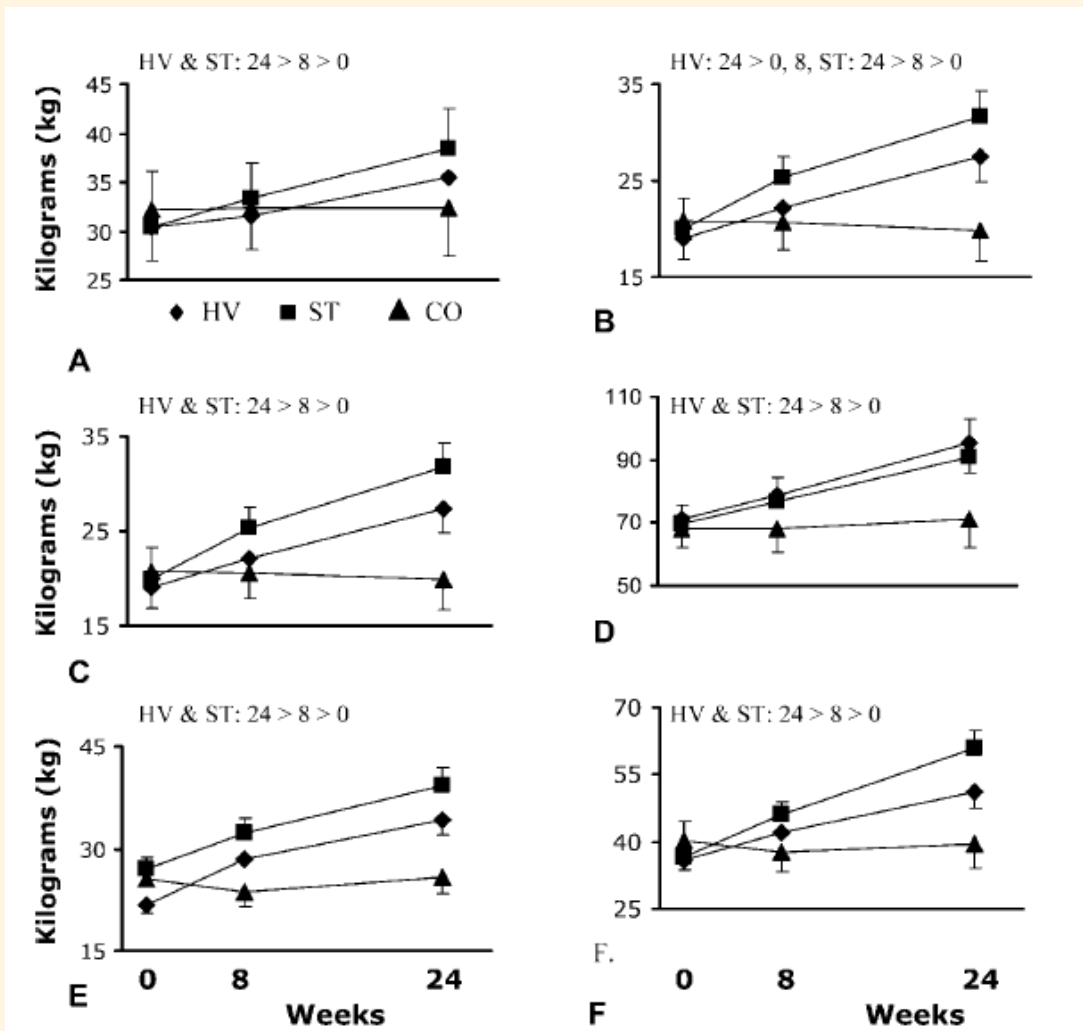 HV & ST: 24 > 8 > 0
Kilograms (kg)
45
40
35
30
25
HV ST CO
A
HV: 24 > 0, 8, ST: 24 > 8 > 0
35
25
15
B
HV & ST: 24 > 8 > 0
Kilograms (kg)
35
25
15
C
HV & ST: 24 > 8 > 0
110
90
70
50
D
HV & ST: 24 > 8 > 0
Kilograms (kg)
45
30
15
0 8 24
E
Weeks
HV & ST: 24 > 8 > 0
70
55
40
25
F.
0 8 24
F
Weeks